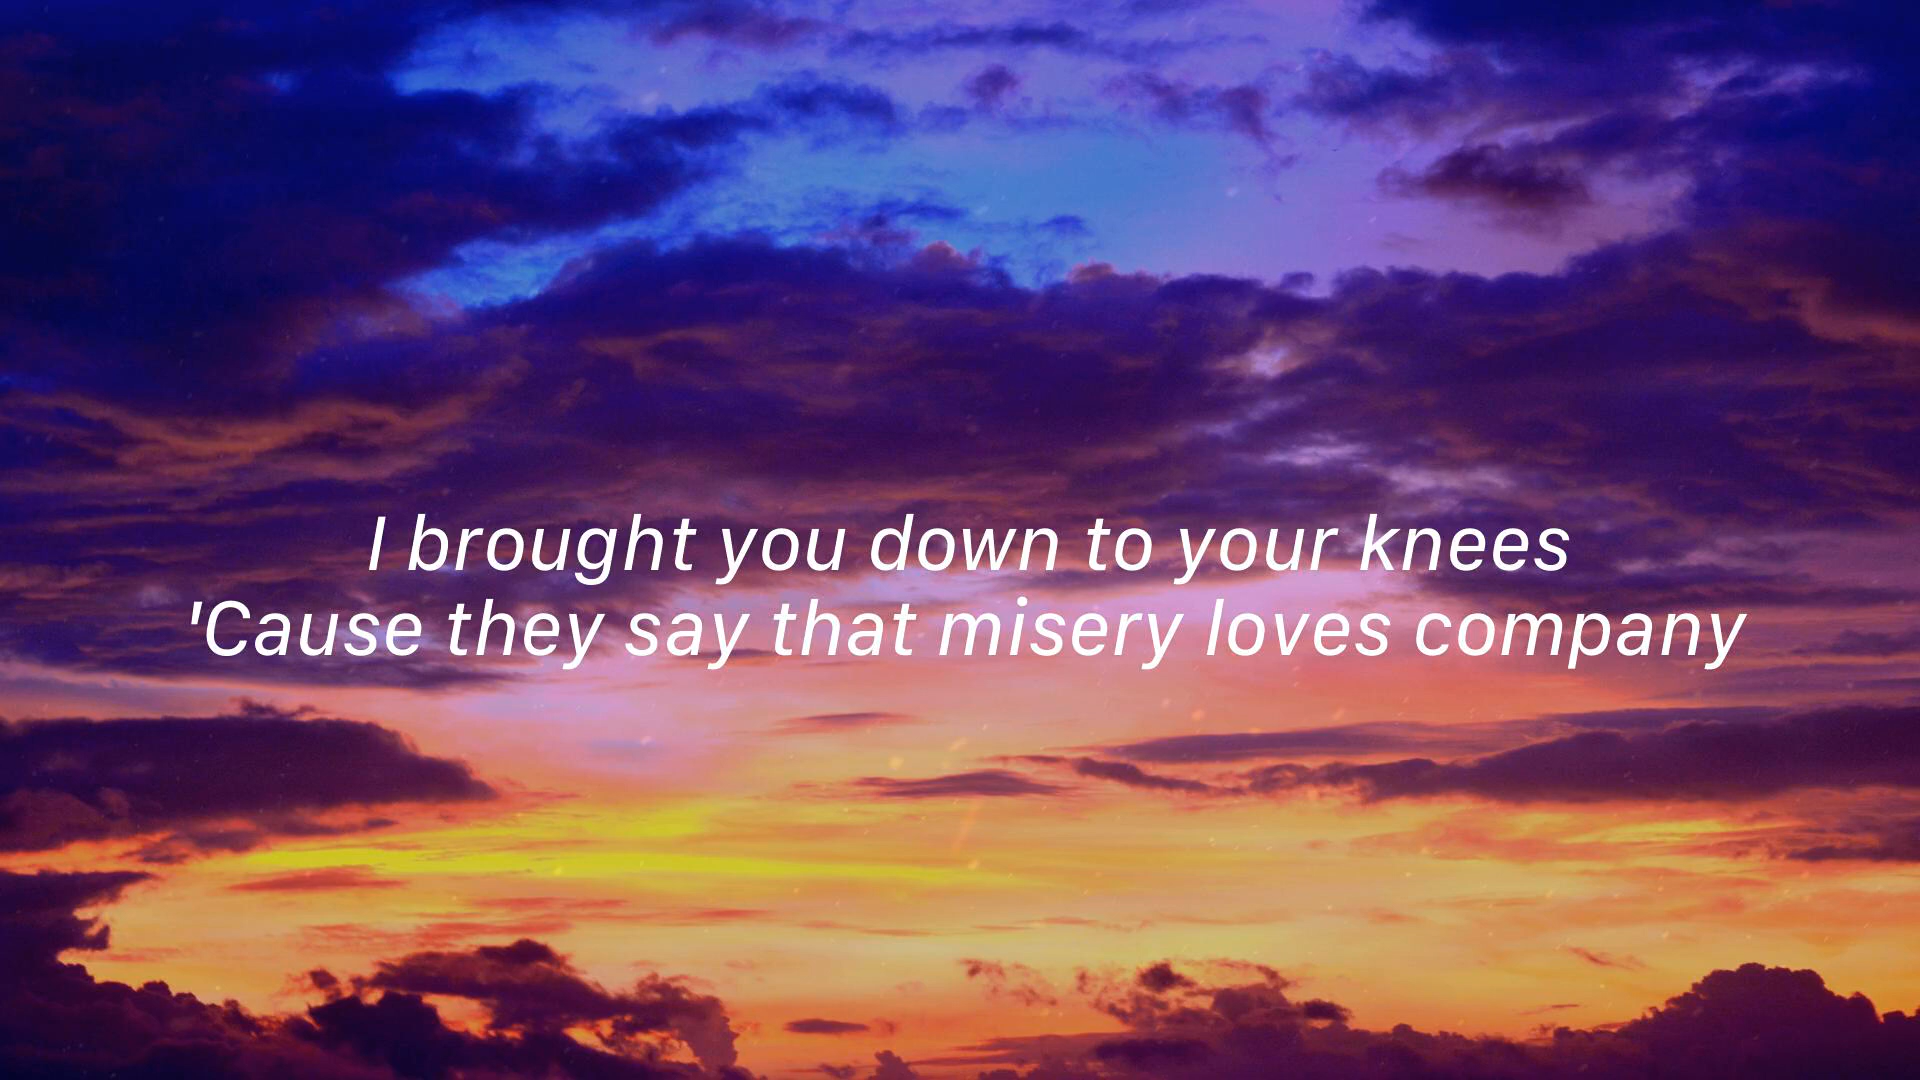 I brought you down to your knees
'Cause they say that misery loves company